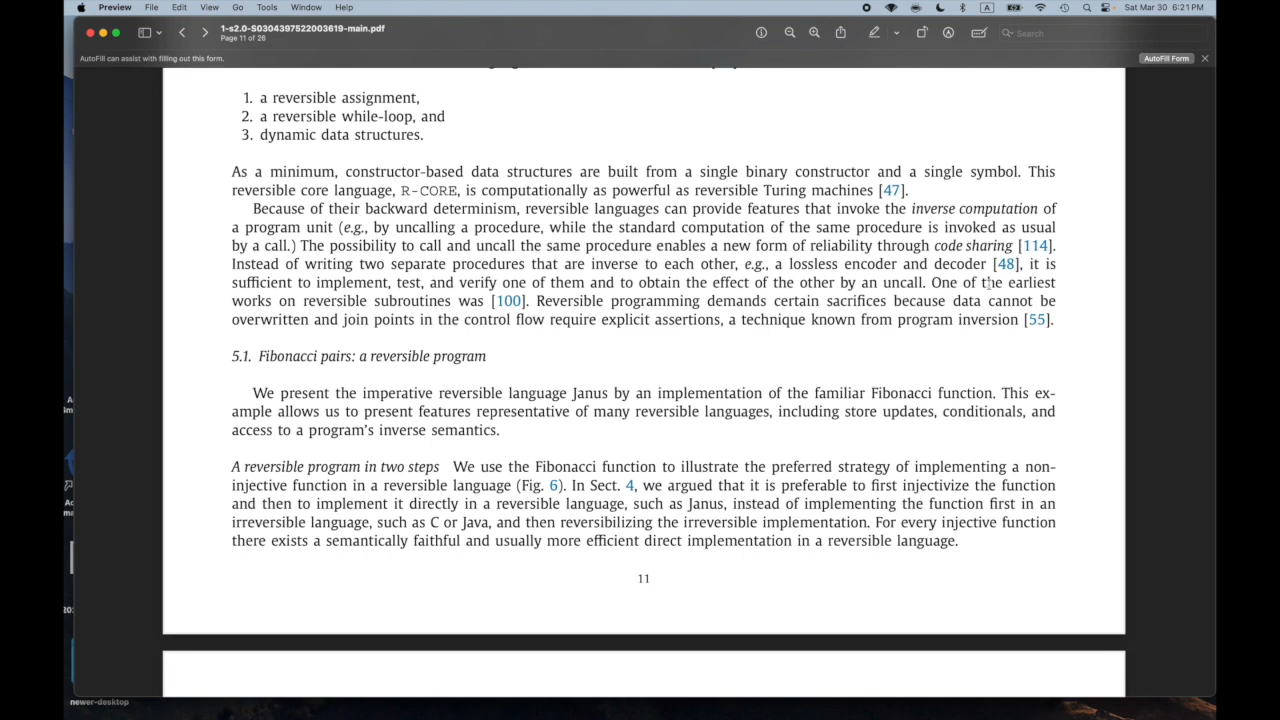 Preview File Edit View Go Tools Window Help Sat Mar 30 6:21 PM
1-s2.0-S0304397522003619-main.pdf
Page 11 of 26
Search
AutoFill can assist with filling out this form.
AutoFill Form
1. a reversible assignment,
2. a reversible while-loop, and
3. dynamic data structures.
As a minimum, constructor-based data structures are built from a single binary constructor and a single symbol. This
reversible core language, R-CORE, is computationally as powerful as reversible Turing machines [47].
Because of their backward determinism, reversible languages can provide features that invoke the inverse computation of
a program unit (e.g., by uncalling a procedure, while the standard computation of the same procedure is invoked as usual
by a call.) The possibility to call and uncall the same procedure enables a new form of reliability through code sharing [114].
Instead of writing two separate procedures that are inverse to each other, e.g., a lossless encoder and decoder [48], it is
sufficient to implement, test, and verify one of them and to obtain the effect of the other by an uncall. One of the earliest
works on reversible subroutines was [100]. Reversible programming demands certain sacrifices because data cannot be
overwritten and join points in the control flow require explicit assertions, a technique known from program inversion [55].
5.1. Fibonacci pairs: a reversible program
We present the imperative reversible language Janus by an implementation of the familiar Fibonacci function. This ex-
ample allows us to present features representative of many reversible languages, including store updates, conditionals, and
access to a program's inverse semantics.
A reversible program in two steps We use the Fibonacci function to illustrate the preferred strategy of implementing a non-
injective function in a reversible language (Fig. 6). In Sect. 4, we argued that it is preferable to first injectivize the function
and then to implement it directly in a reversible language, such as Janus, instead of implementing the function first in an
irreversible language, such as C or Java, and then reversibilizing the irreversible implementation. For every injective function
there exists a semantically faithful and usually more efficient direct implementation in a reversible language.
11
newer-desktop